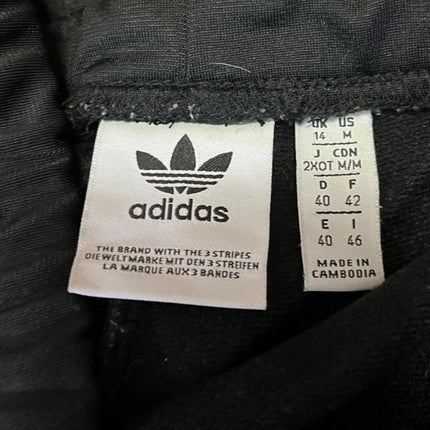 adidas
THE BRAND WITH THE 3 STRIPES
DIE WELTMARKE MIT DEN 3 STREIFEN
LA MARQUE AUX 3 BANDES
UK US
14 M
J CDN
2XOT M/M
D F
40 42
E I
40 46
MADE IN
CAMBODIA